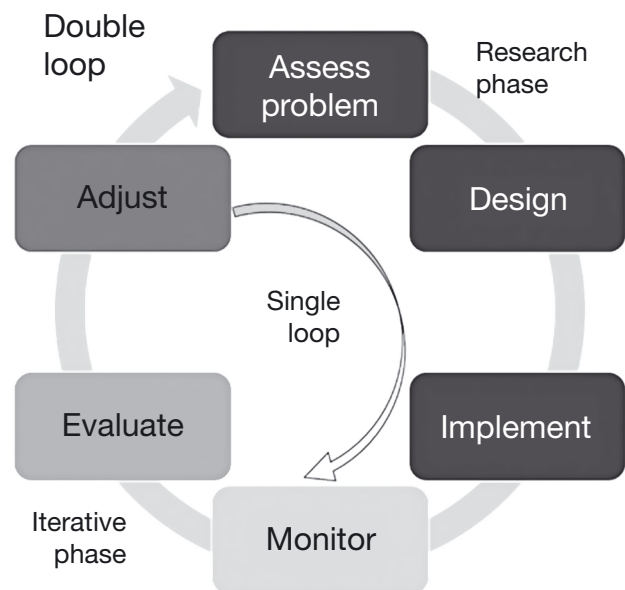 Double
loop
Assess
problem
Research
phase
Adjust
Design
Single
loop
Evaluate
Implement
Iterative
phase
Monitor